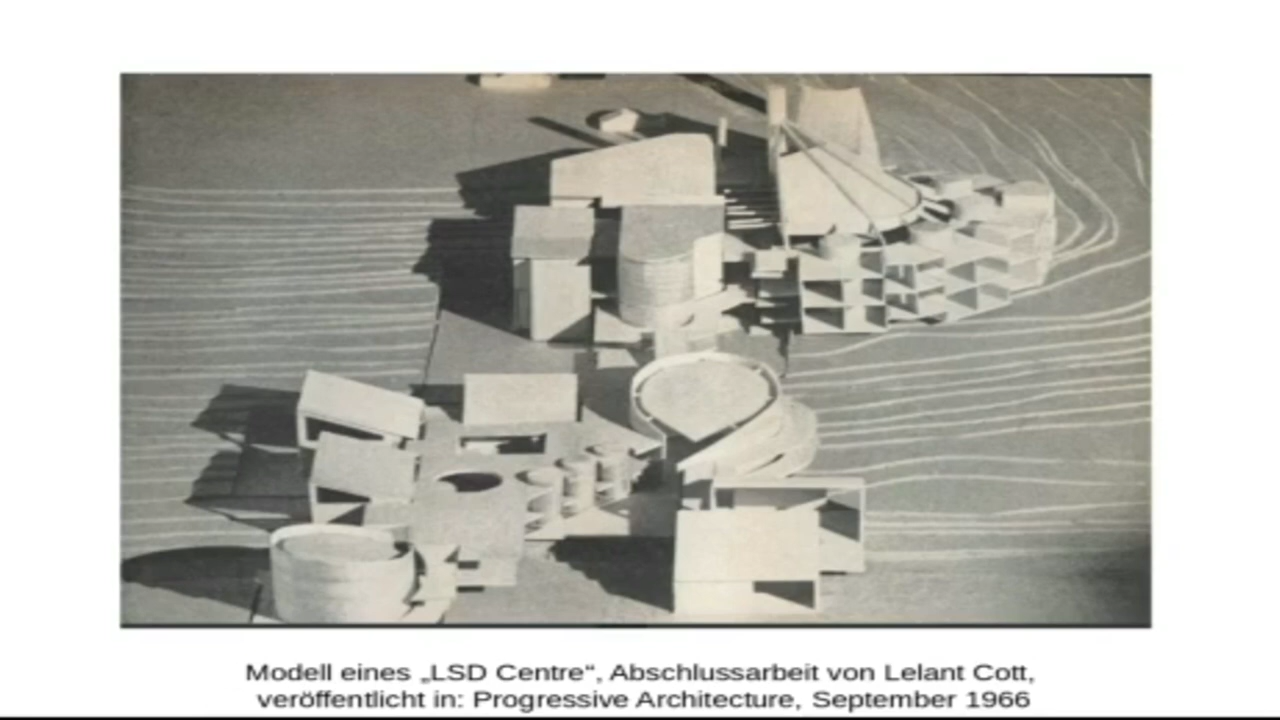 Modell eines „LSD Centre“, Abschlussarbeit von Lelant Cott,
veröffentlicht in: Progressive Architecture, September 1966